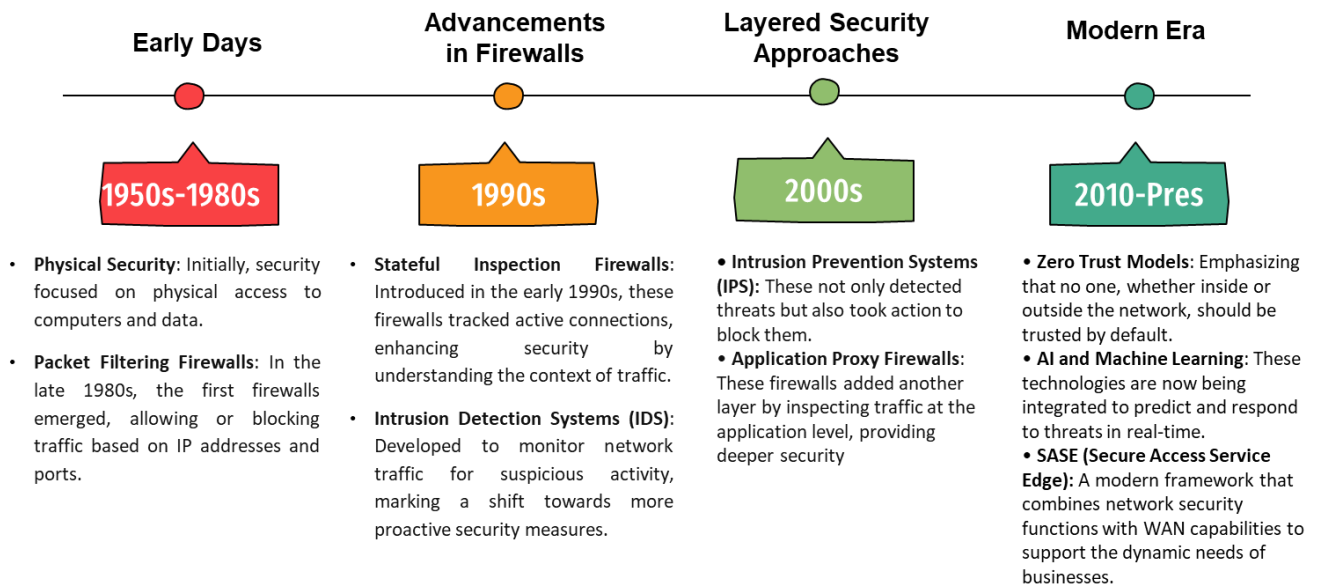 Early Days
Advancements
in Firewalls
Layered Security
Approaches
Modern Era
1950s-1980s
1990s
2000s
2010-Pres
• Physical Security: Initially, security
focused on physical access to
computers and data.
• Packet Filtering Firewalls: In the
late 1980s, the first firewalls
emerged, allowing or blocking
traffic based on IP addresses and
ports.
• Stateful Inspection Firewalls:
Introduced in the early 1990s, these
firewalls tracked active connections,
enhancing security by
understanding the context of traffic.
• Intrusion Detection Systems (IDS):
Developed to monitor network
traffic for suspicious activity,
marking a shift towards more
proactive security measures.
• Intrusion Prevention Systems
(IPS): These not only detected
threats but also took action to
block them.
• Application Proxy Firewalls:
These firewalls added another
layer by inspecting traffic at the
application level, providing
deeper security
• Zero Trust Models: Emphasizing
that no one, whether inside or
outside the network, should be
trusted by default.
• AI and Machine Learning: These
technologies are now being
integrated to predict and respond
to threats in real-time.
• SASE (Secure Access Service
Edge): A modern framework that
combines network security
functions with WAN capabilities to
support the dynamic needs of
businesses.